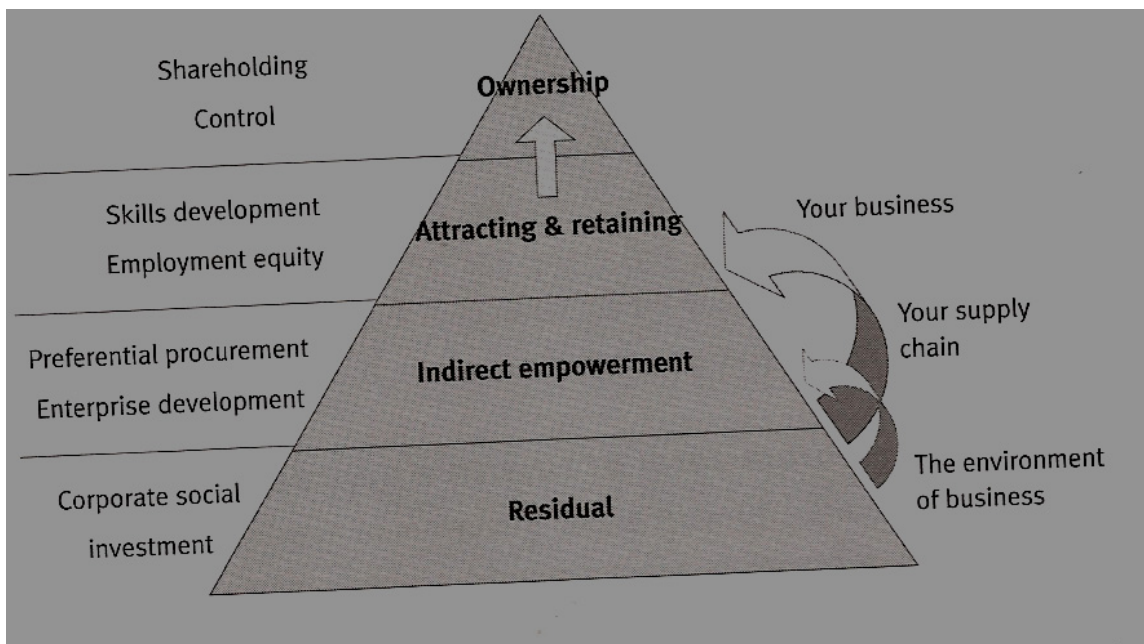 Shareholding
Control
Ownership
Skills development
Employment equity
Attracting & retaining
Your business
Preferential procurement
Enterprise development
Indirect empowerment
Your supply
chain
Corporate social
investment
Residual
The environment
of business